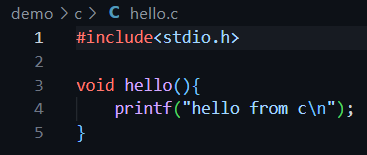 demo > c > C hello.c
1 #include<stdio.h>
2
3 void hello(){
4     printf("hello from c\n");
5 }